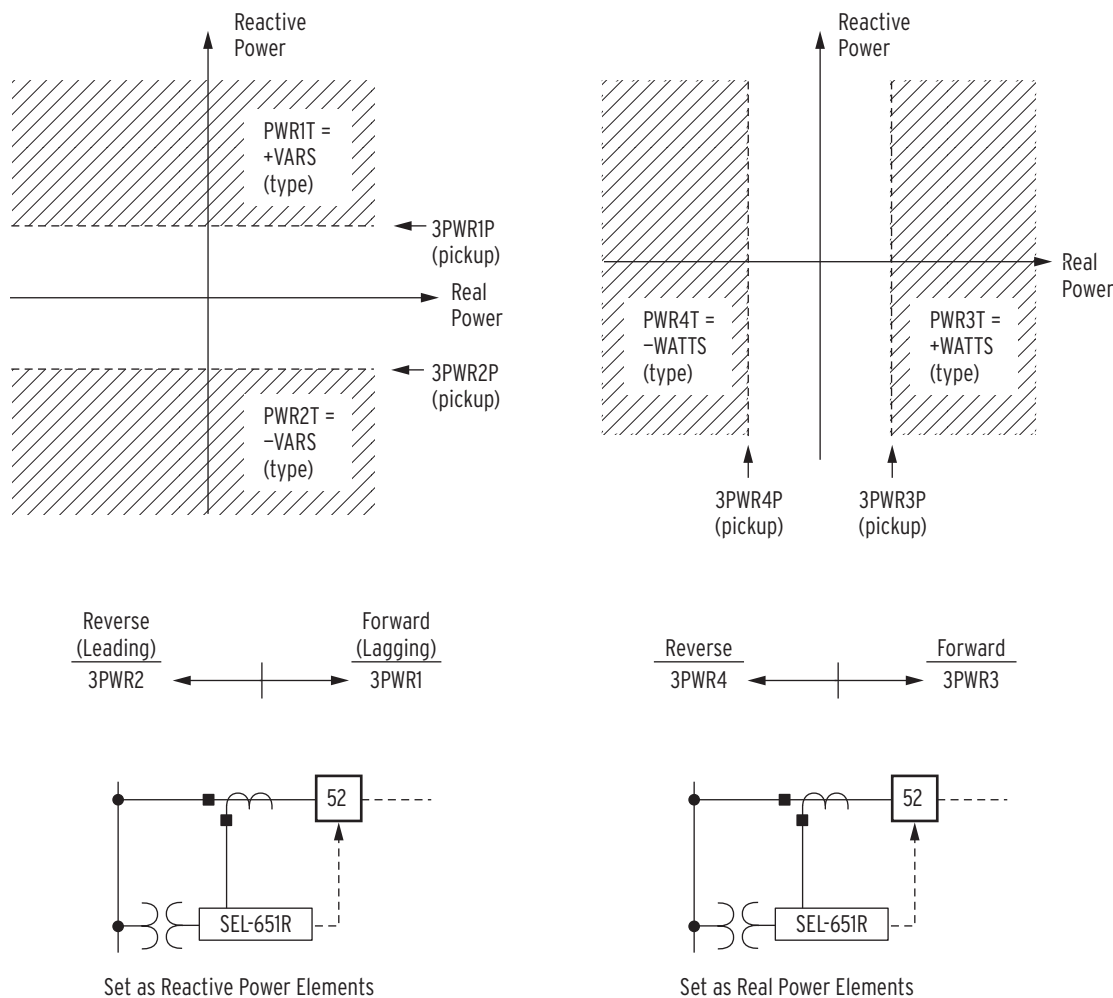 Reactive
Power
PWR1T =
+VARS
(type)
3PWR1P
(pickup)
Real
Power
3PWR2P
(pickup)
PWR2T =
−VARS
(type)
Reactive
Power
Real
Power
PWR4T =
−WATTS
(type)
PWR3T =
+WATTS
(type)
3PWR4P
(pickup)
3PWR3P
(pickup)
Reverse
(Leading)
3PWR2
Forward
(Lagging)
3PWR1
Reverse
3PWR4
Forward
3PWR3
52
SEL-651R
Set as Reactive Power Elements
52
SEL-651R
Set as Real Power Elements